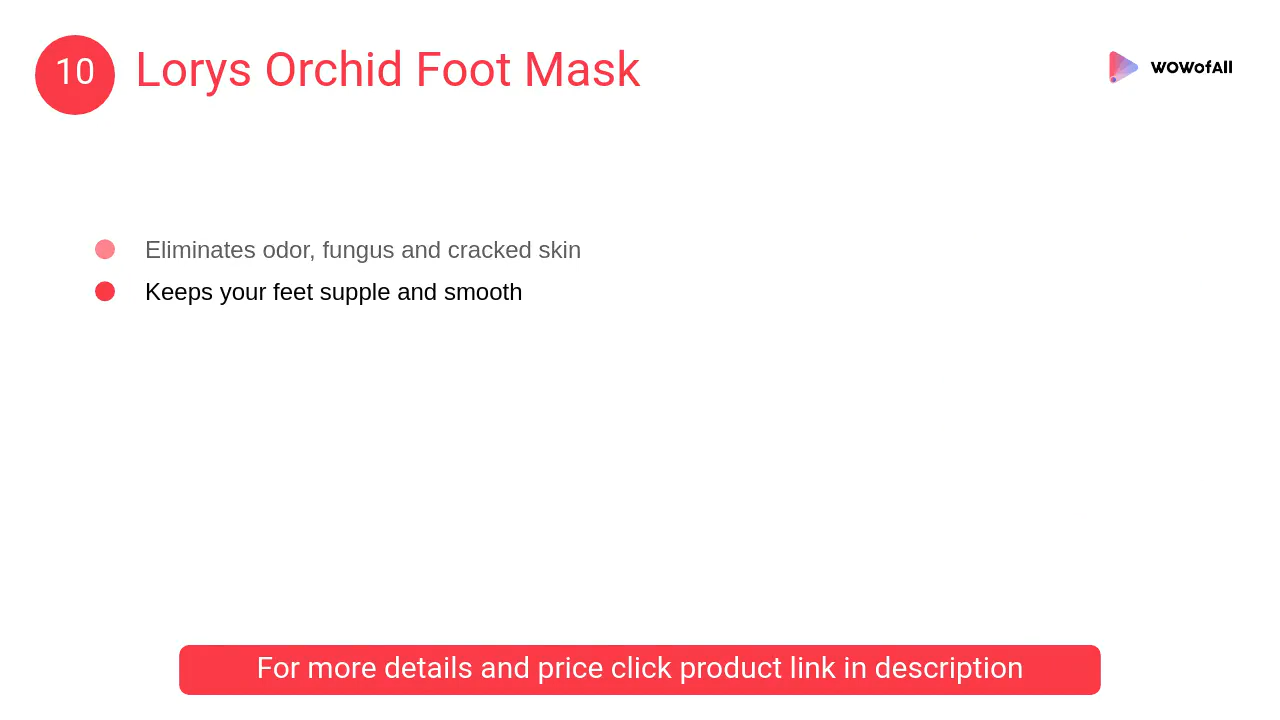 10
Lorys Orchid Foot Mask
WOWofAll
Eliminates odor, fungus and cracked skin
Keeps your feet supple and smooth
For more details and price click product link in description